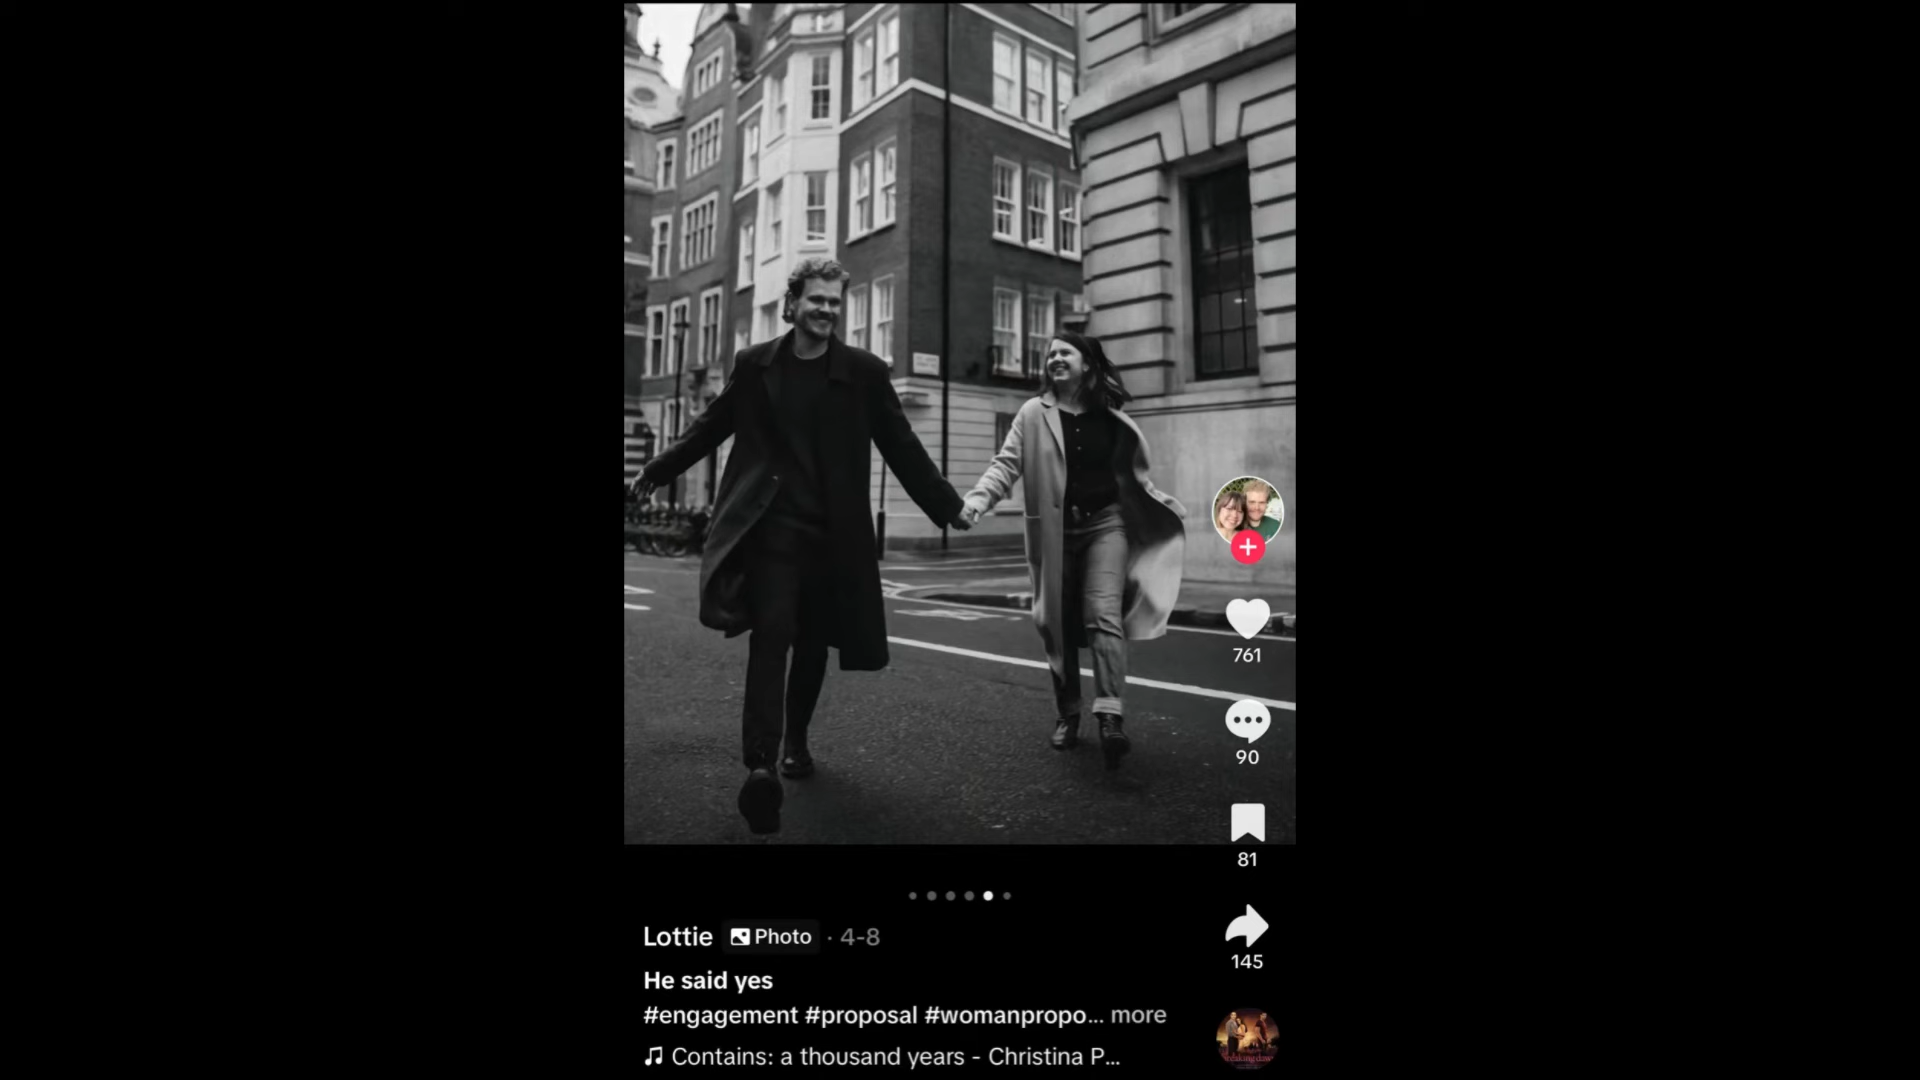 761
90
81
145
Lottie Photo · 4-8
He said yes
#engagement #proposal #womanpropo... more
Contains: a thousand years - Christina P...